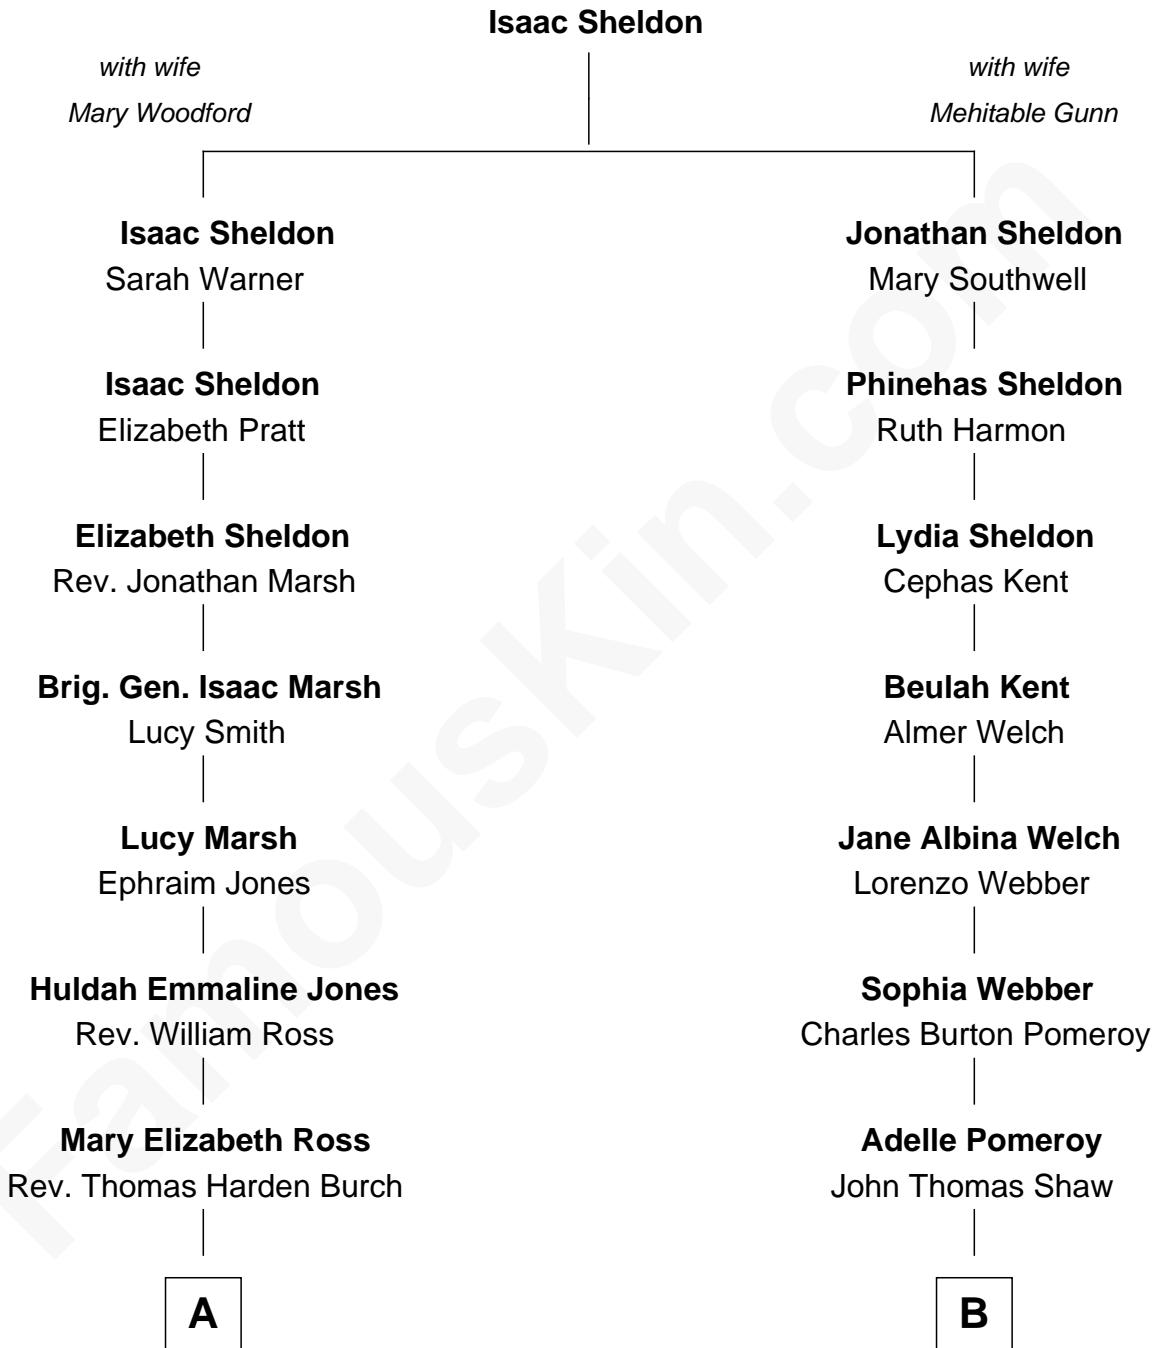 Isaac Sheldon
with wife
Mary Woodford
with wife
Mehitable Gunn
Isaac Sheldon
Sarah Warner
Jonathan Sheldon
Mary Southwell
Isaac Sheldon
Elizabeth Pratt
Phinehas Sheldon
Ruth Harmon
Elizabeth Sheldon
Rev. Jonathan Marsh
Lydia Sheldon
Cephas Kent
Brig. Gen. Isaac Marsh
Lucy Smith
Beulah Kent
Almer Welch
Lucy Marsh
Ephraim Jones
Jane Albina Welch
Lorenzo Webber
Huldah Emmaline Jones
Rev. William Ross
Sophia Webber
Charles Burton Pomeroy
Mary Elizabeth Ross
Rev. Thomas Harden Burch
Adelle Pomeroy
John Thomas Shaw
A
B
FamousKin.com